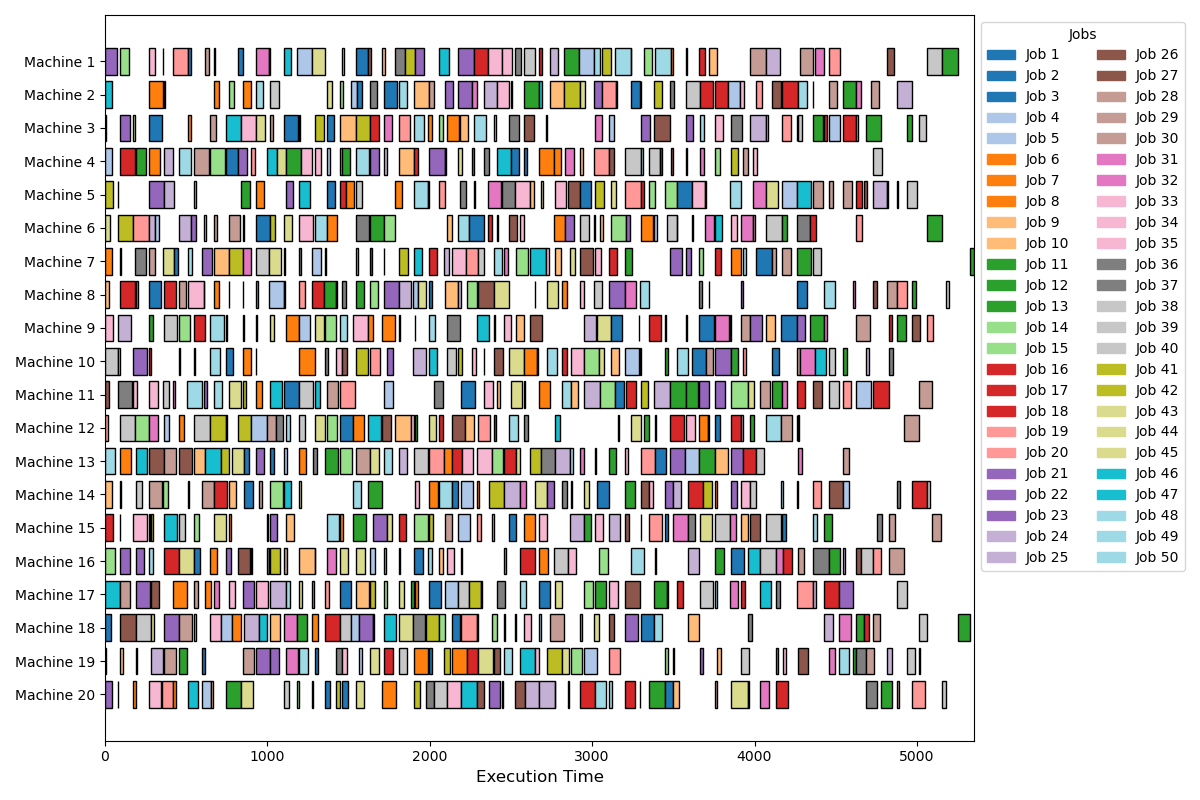 Machine 1
Machine 2
Machine 3
Machine 4
Machine 5
Machine 6
Machine 7
Machine 8
Machine 9
Machine 10
Machine 11
Machine 12
Machine 13
Machine 14
Machine 15
Machine 16
Machine 17
Machine 18
Machine 19
Machine 20
0 1000 2000 3000 4000 5000
Execution Time
Jobs
Job 1 Job 26
Job 2 Job 27
Job 3 Job 28
Job 4 Job 29
Job 5 Job 30
Job 6 Job 31
Job 7 Job 32
Job 8 Job 33
Job 9 Job 34
Job 10 Job 35
Job 11 Job 36
Job 12 Job 37
Job 13 Job 38
Job 14 Job 39
Job 15 Job 40
Job 16 Job 41
Job 17 Job 42
Job 18 Job 43
Job 19 Job 44
Job 20 Job 45
Job 21 Job 46
Job 22 Job 47
Job 23 Job 48
Job 24 Job 49
Job 25 Job 50